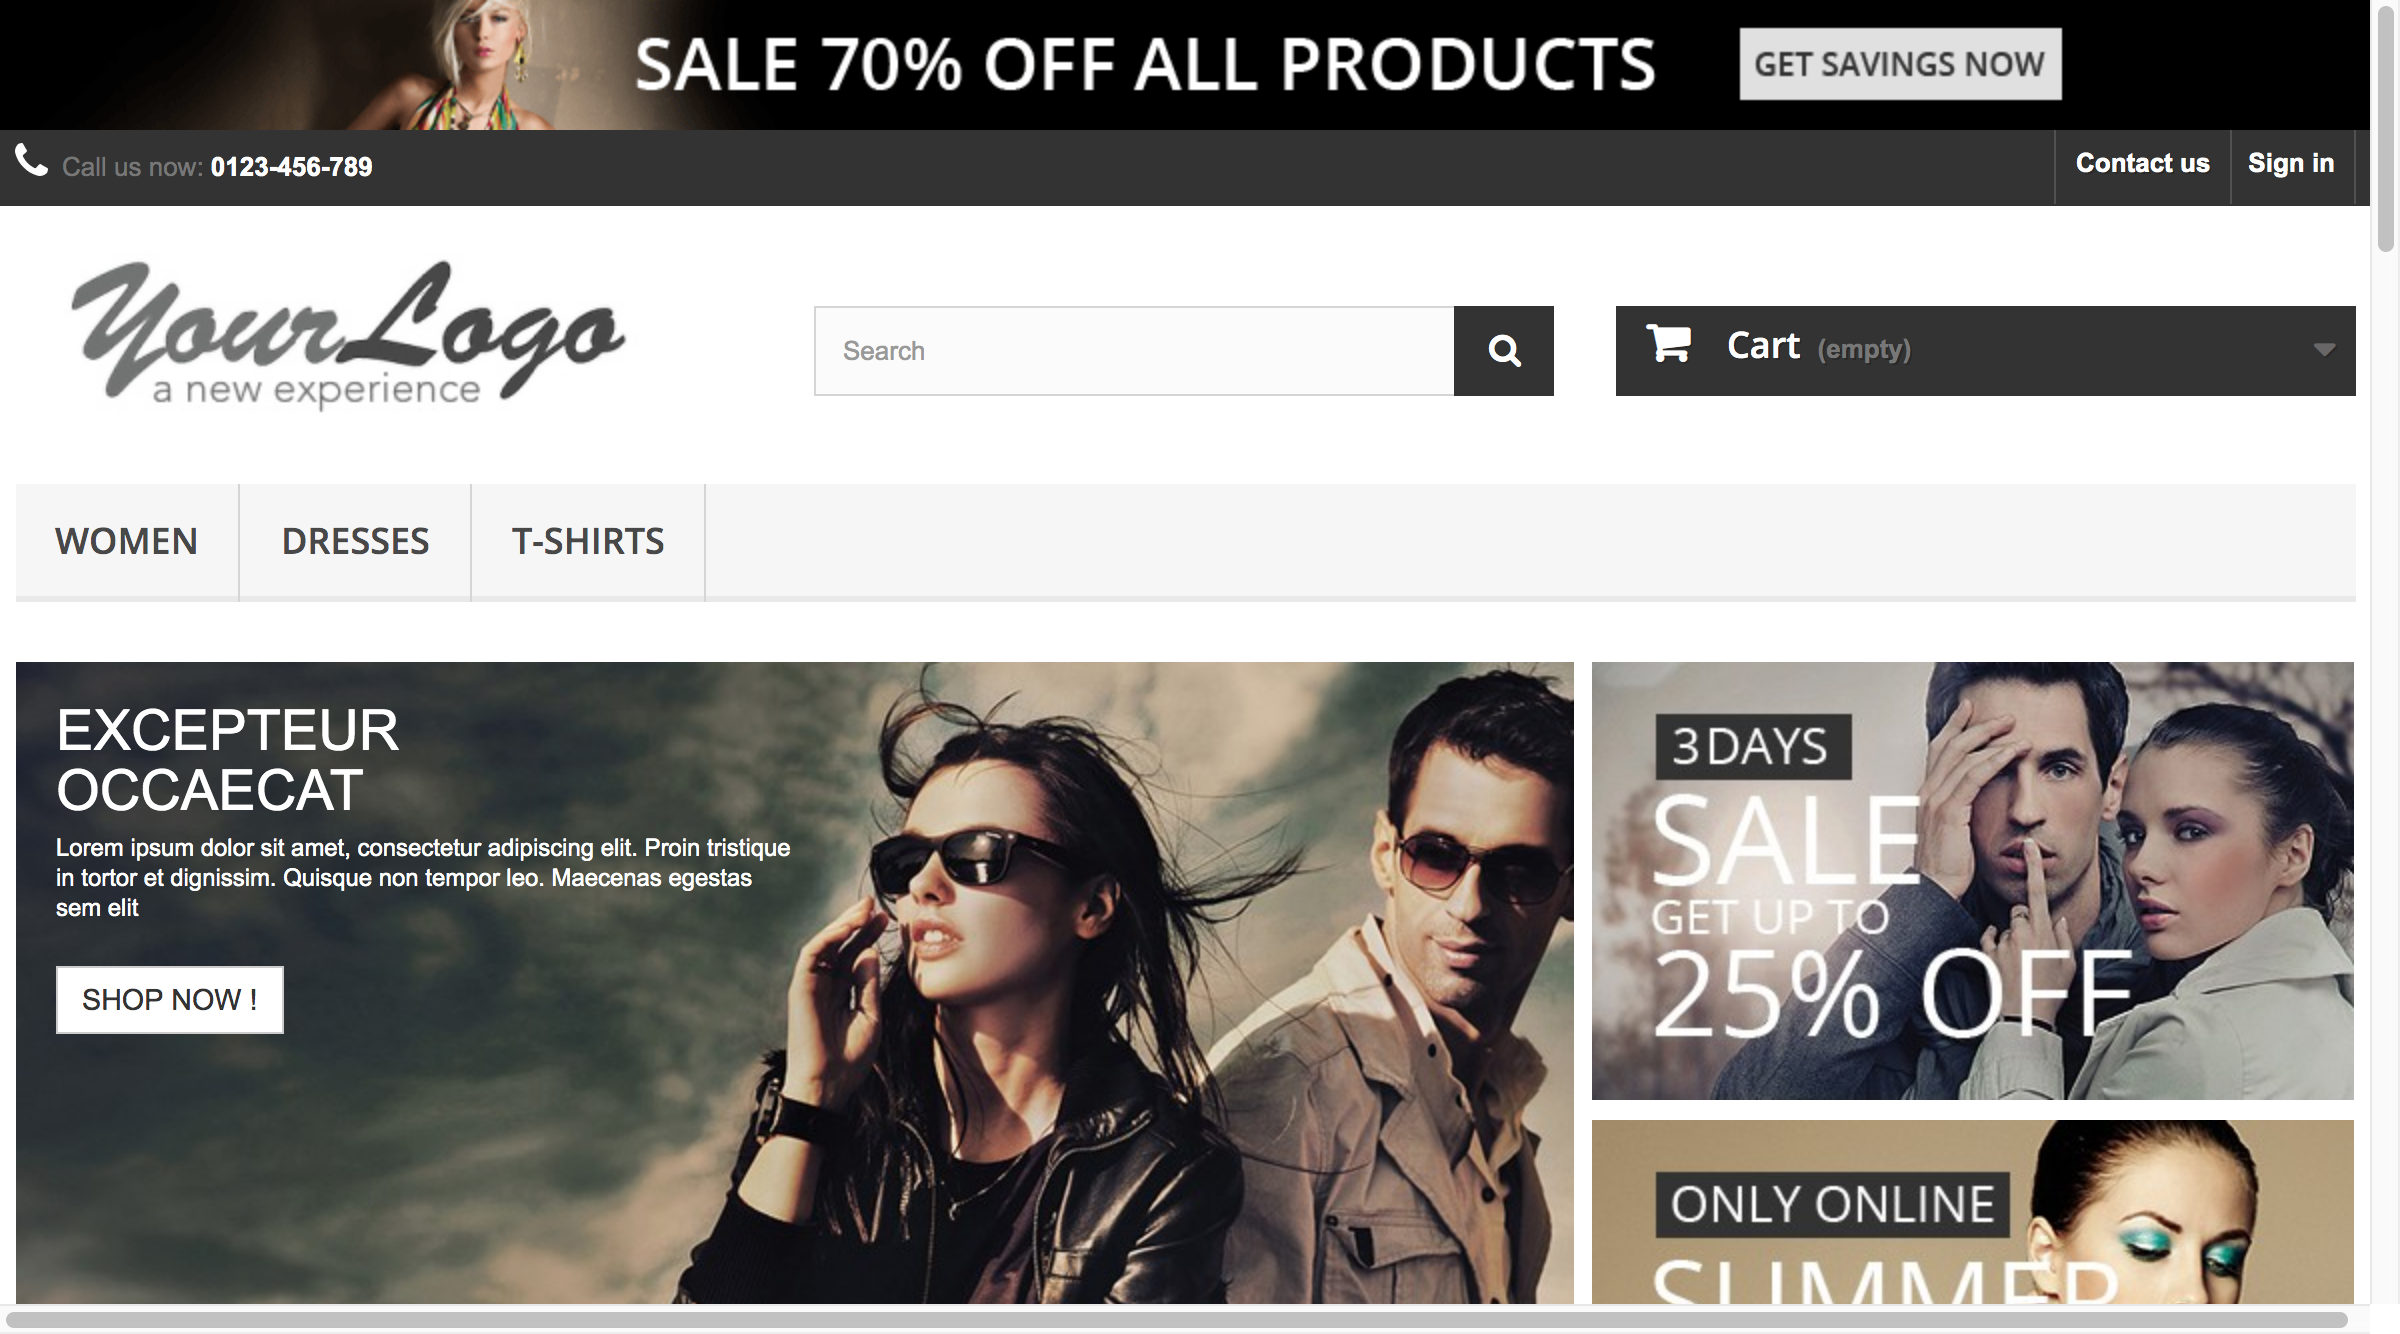 SALE 70% OFF ALL PRODUCTS
GET SAVINGS NOW
Call us now: 0123-456-789
Contact us
Sign in
YourLogo
a new experience
Search
Cart (empty)
WOMEN
DRESSES
T-SHIRTS
EXCEPTEUR
OCCAECAT
Lorem ipsum dolor sit amet, consectetur adipiscing elit. Proin tristique
in tortor et dignissim. Quisque non tempor leo. Maecenas egestas
sem elit
SHOP NOW !
3 DAYS
SALE
GET UP TO
25% OFF
ONLY ONLINE
SUMMER